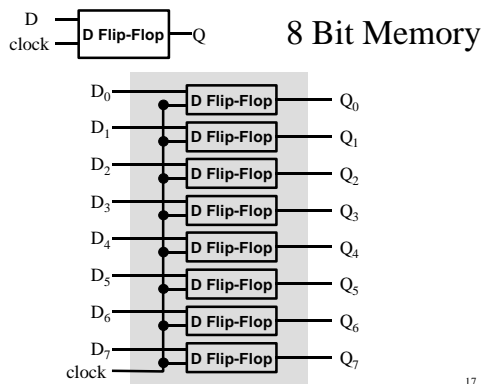 8 Bit Memory
D
clock
D Flip-Flop
Q
D₀
D Flip-Flop
Q₀
D₁
D Flip-Flop
Q₁
D₂
D Flip-Flop
Q₂
D₃
D Flip-Flop
Q₃
D₄
D Flip-Flop
Q₄
D₅
D Flip-Flop
Q₅
D₆
D Flip-Flop
Q₆
D₇
D Flip-Flop
Q₇
clock
17